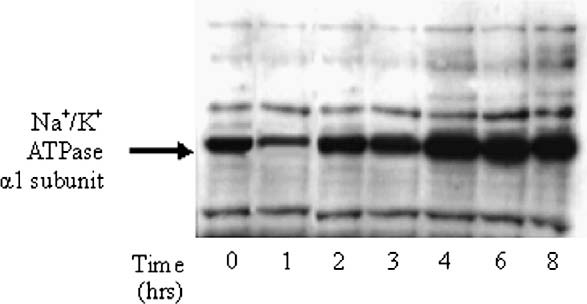 Na⁺/K⁺
ATPase
α1 subunit
Time 0 1 2 3 4 6 8
(hrs)